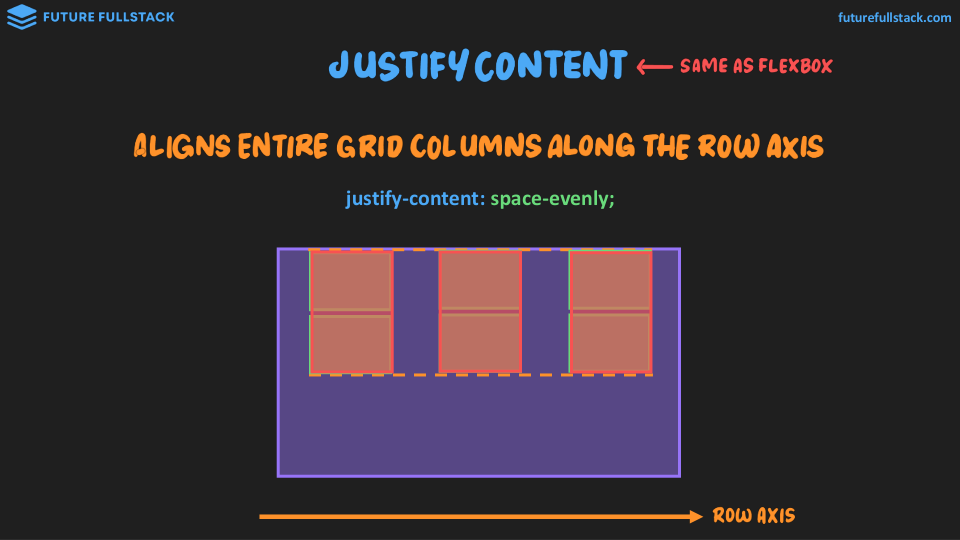 FUTURE FULLSTACK
futurefullstack.com
JUSTIFY CONTENT
SAME AS FLEXBOX
ALIGNS ENTIRE GRID COLUMNS ALONG THE ROW AXIS
justify-content: space-evenly;
ROW AXIS